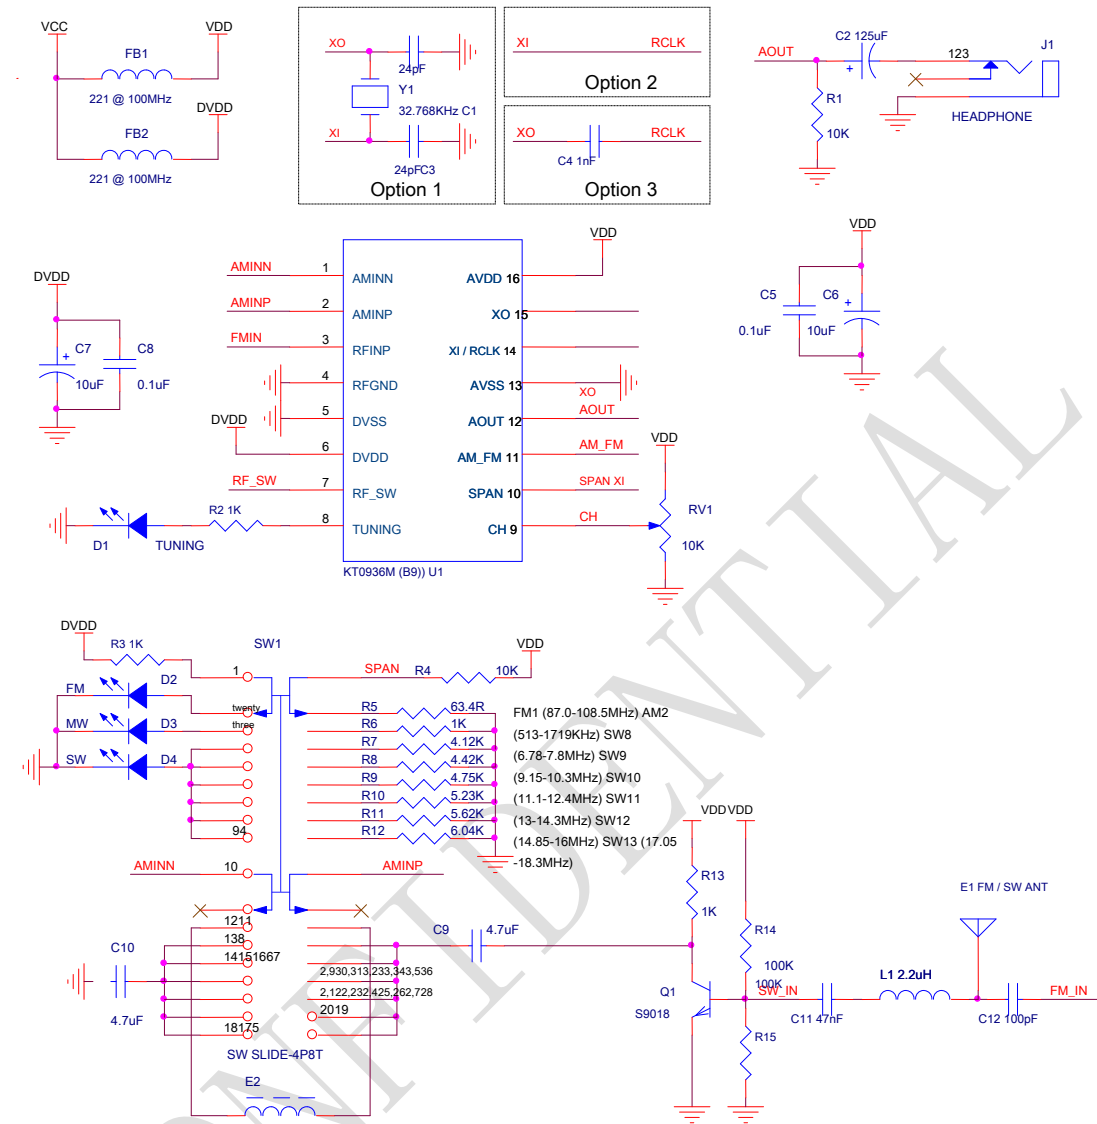 VCC
VDD
FB1
221 @ 100MHz
DVDD
FB2
221 @ 100MHz
XO
24pF
Y1
32.768KHz C1
XI
24pFC3
Option 1
XI RCLK
Option 2
XO RCLK
C4 1nF
Option 3
AOUT
C2 125uF
+
123
J1
R1
10K
HEADPHONE
DVDD
+
C7
10uF
C8
0.1uF
AMINN 1 AMINN
AMINP 2 AMINP
FMIN 3 RFINP
4 RFGND
5 DVSS
DVDD 6 DVDD
RF_SW 7 RF_SW
8 TUNING
AVDD 16 VDD
XO 15
XI / RCLK 14
AVSS 13
XO
AOUT 12 AOUT
AM_FM 11 AM_FM
SPAN 10 SPAN XI
CH 9 CH
KT0936M (B9)) U1
D1 TUNING
R2 1K
VDD
RV1
10K
VDD
C5
0.1uF
C6
+
10uF
DVDD
R3 1K
SW1
1
SPAN
R4
10K
VDD
FM D2
twenty
MW D3
three
SW D4
94
R5 63.4R
R6 1K
R7 4.12K
R8 4.42K
R9 4.75K
R10 5.23K
R11 5.62K
R12 6.04K
FM1 (87.0-108.5MHz) AM2
(513-1719KHz) SW8
(6.78-7.8MHz) SW9
(9.15-10.3MHz) SW10
(11.1-12.4MHz) SW11
(13-14.3MHz) SW12
(14.85-16MHz) SW13 (17.05
-18.3MHz)
AMINN 10 AMINP
1211
138
14151667
2,930,313,233,343,536
2,122,232,425,262,728
2019
18175
C10
4.7uF
SW SLIDE-4P8T
E2
C9
4.7uF
VDD VDD
R13
1K
R14
100K
100K
Q1
S9018
SW_IN
R15
C11 47nF
L1 2.2uH
E1 FM / SW ANT
C12 100pF
FM_IN
CONFIDENTIAL